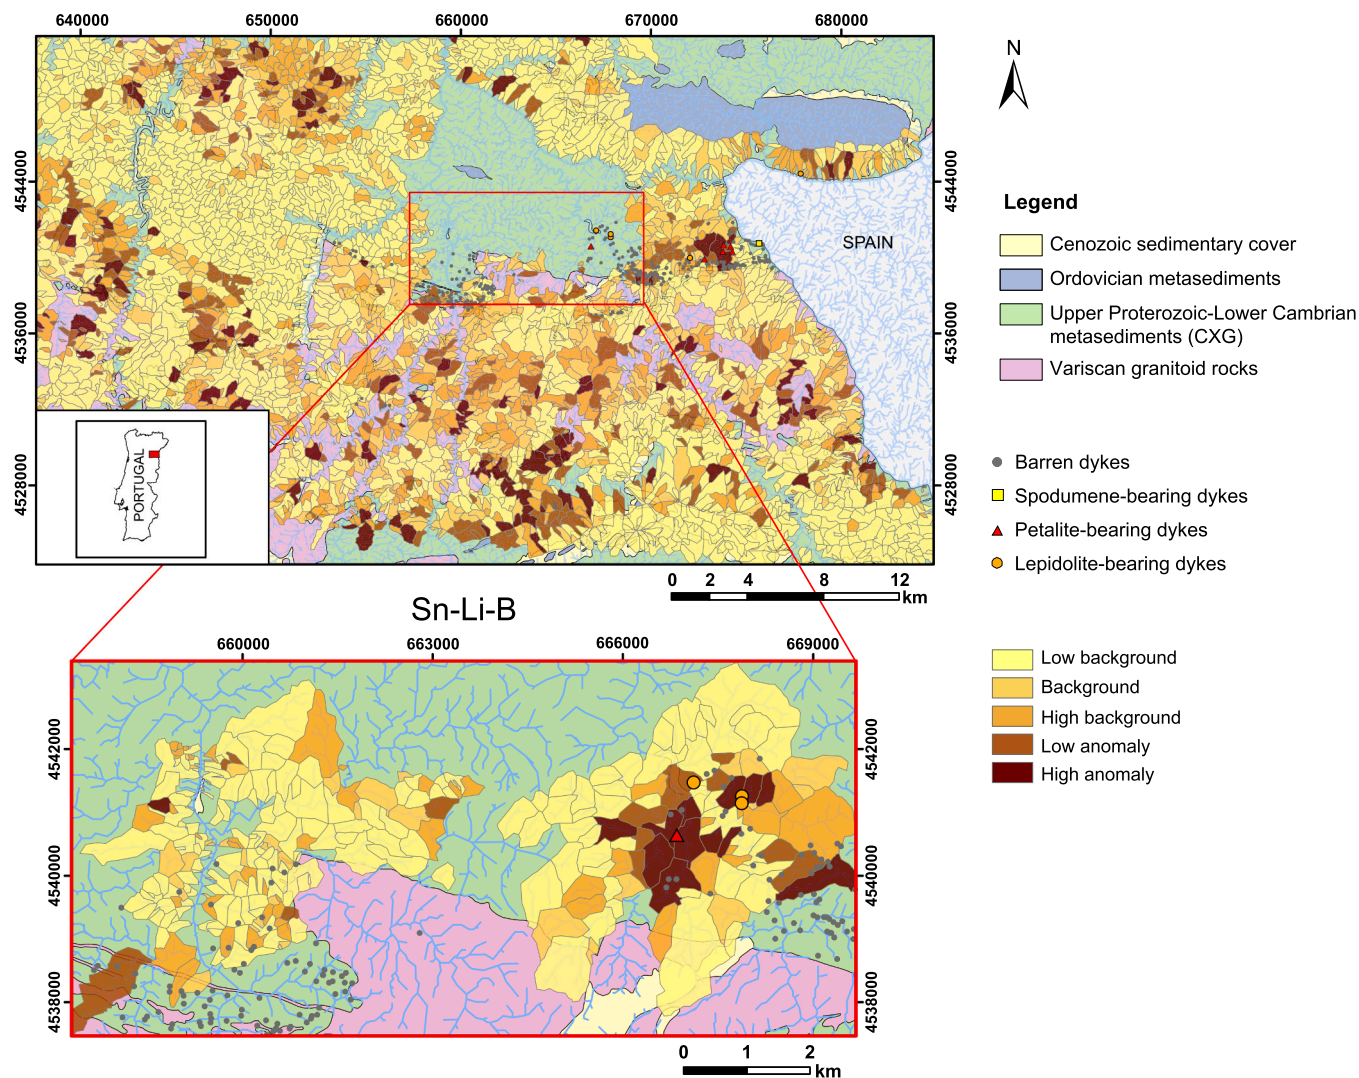 640000 650000 660000 670000 680000
4544000
4536000
4528000
4544000
4536000
4528000
SPAIN
PORTUGAL
0 2 4 8 12
km
N
Legend
Cenozoic sedimentary cover
Ordovician metasediments
Upper Proterozoic-Lower Cambrian
metasediments (CXG)
Variscan granitoid rocks
Barren dykes
Spodumene-bearing dykes
Petalite-bearing dykes
Lepidolite-bearing dykes
Sn-Li-B
660000 663000 666000 669000
4542000
4540000
4538000
4542000
4540000
4538000
0 1 2
km
Low background
Background
High background
Low anomaly
High anomaly